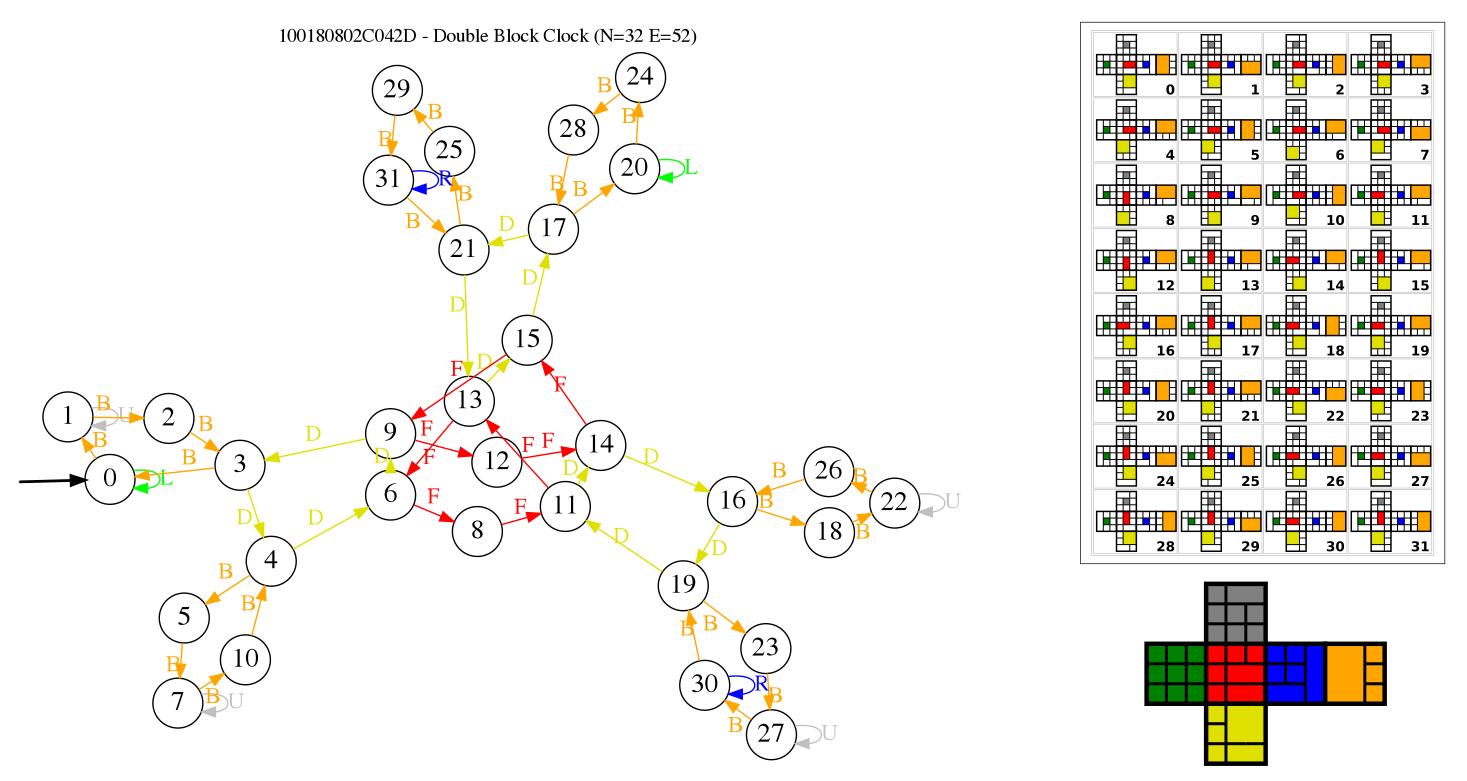 100180802C042D - Double Block Clock (N=32 E=52)
29
24
B
B
28
B
B
25
31
R
B
20
L
B
B
B
B
21
D
17
D
D
15
D
F
F
13
1
B
U
2
B
9
F
D
12
F
F
14
D
B
3
B
0
L
D
6
D
F
8
F
11
D
16
B
26
B
18
22
U
B
D
D
D
4
B
5
B
10
B
7
B
U
D
19
B
B
23
30
R
B
B
27
U
0 1 2 3
4 5 6 7
8 9 10 11
12 13 14 15
16 17 18 19
20 21 22 23
24 25 26 27
28 29 30 31